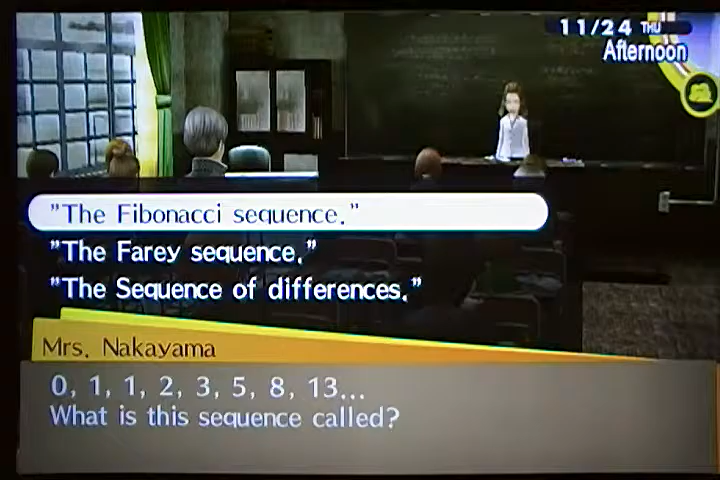 11/24 THU
Afternoon
"The Fibonacci sequence."
"The Farey sequence."
"The Sequence of differences."
Mrs. Nakayama
0, 1, 1, 2, 3, 5, 8, 13...
What is this sequence called?